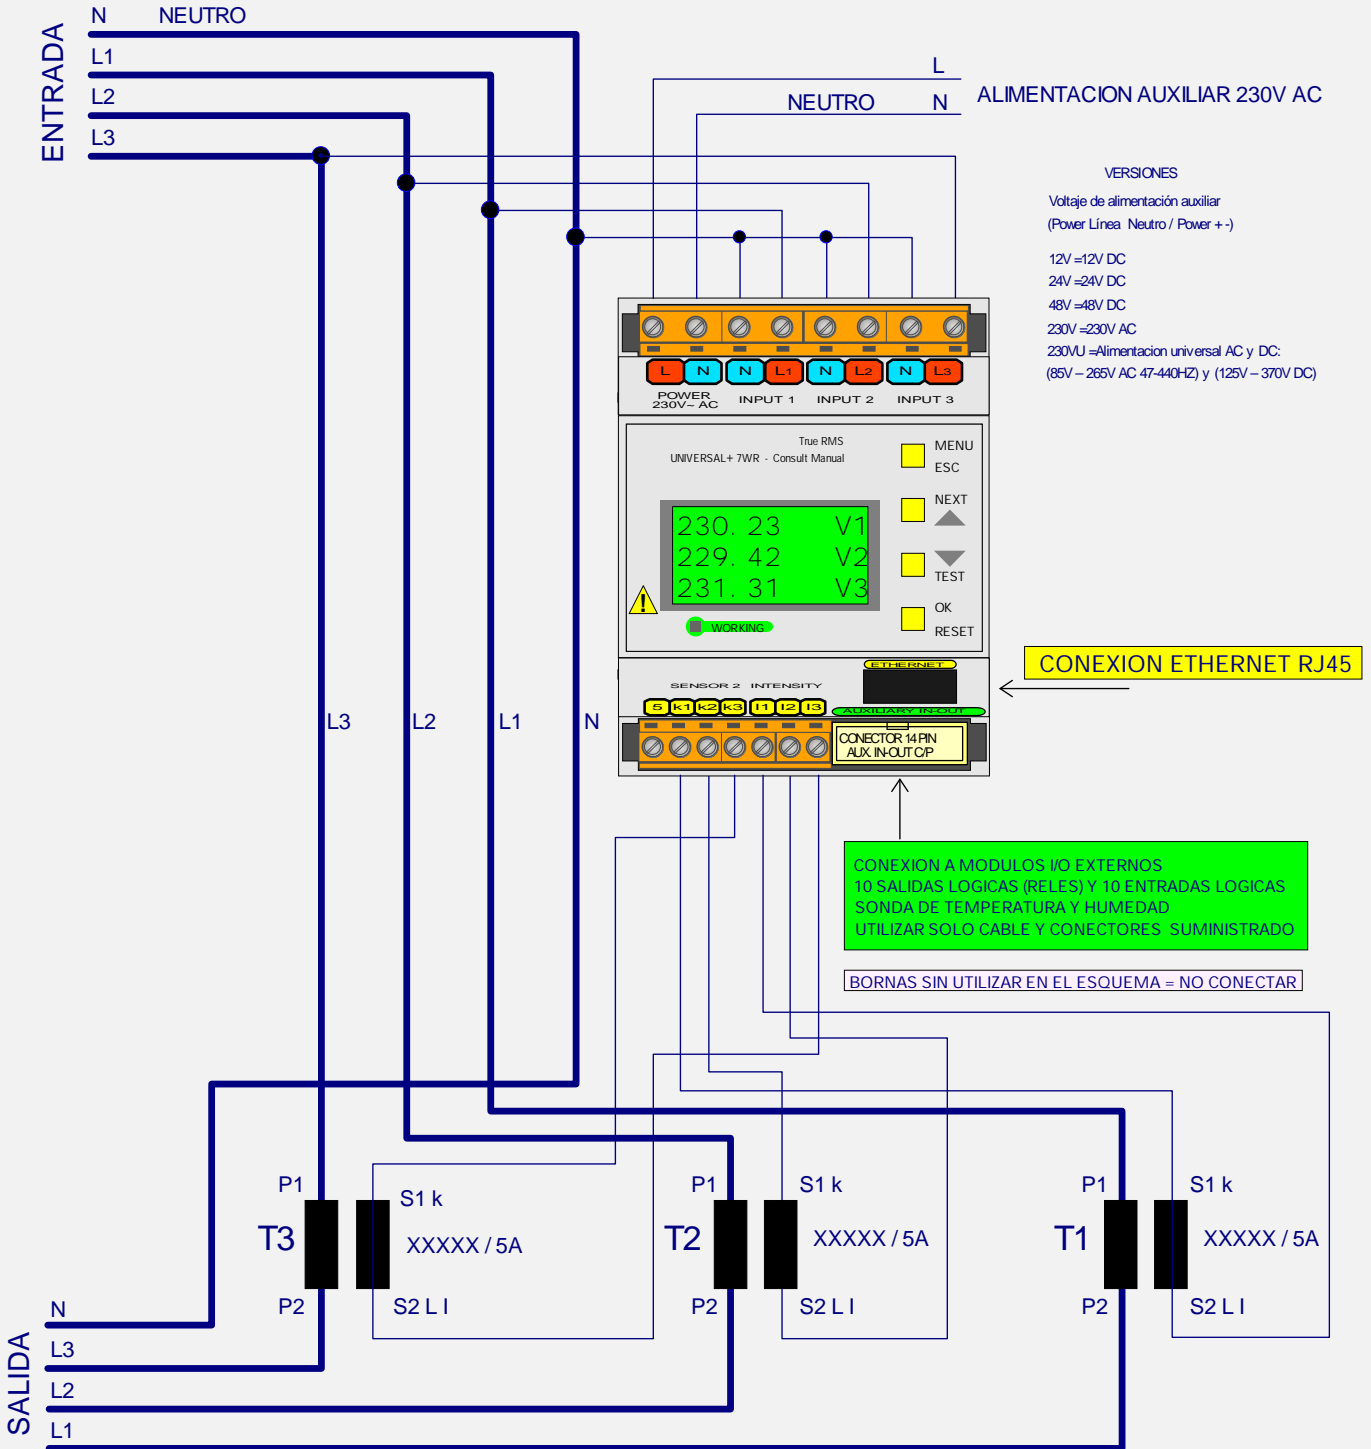 ENTRADA
N NEUTRO
L1
L2
L3
L
NEUTRO N
ALIMENTACION AUXILIAR 230V AC
VERSIONES
Voltaje de alimentación auxiliar
(Power Línea Neutro / Power + -)
12V =12V DC
24V =24V DC
48V =48V DC
230V =230V AC
230VU =Alimentacion universal AC y DC:
(85V – 265V AC 47-440HZ) y (125V – 370V DC)
L N N L1 N L2 N L3
POWER
230V~ AC
INPUT 1 INPUT 2 INPUT 3
True RMS
UNIVERSAL+ 7WR - Consult Manual
MENU
ESC
NEXT
TEST
OK
RESET
230. 23 V1
229. 42 V2
231. 31 V3
!
WORKING
ETHERNET
CONEXION ETHERNET RJ45
SENSOR 2 INTENSITY
5 k1 k2 k3 I1 I2 I3
AUXILIARY IN-OUT
CONECTOR 14 PIN
AUX. IN-OUT C/P
L3 L2 L1 N
CONEXION A MODULOS I/O EXTERNOS
10 SALIDAS LOGICAS (RELES) Y 10 ENTRADAS LOGICAS
SONDA DE TEMPERATURA Y HUMEDAD
UTILIZAR SOLO CABLE Y CONECTORES SUMINISTRADO
BORNAS SIN UTILIZAR EN EL ESQUEMA = NO CONECTAR
P1 S1 k
T3 XXXXX / 5A
P2 S2 L I
P1 S1 k
T2 XXXXX / 5A
P2 S2 L I
P1 S1 k
T1 XXXXX / 5A
P2 S2 L I
SALIDA
N
L3
L2
L1